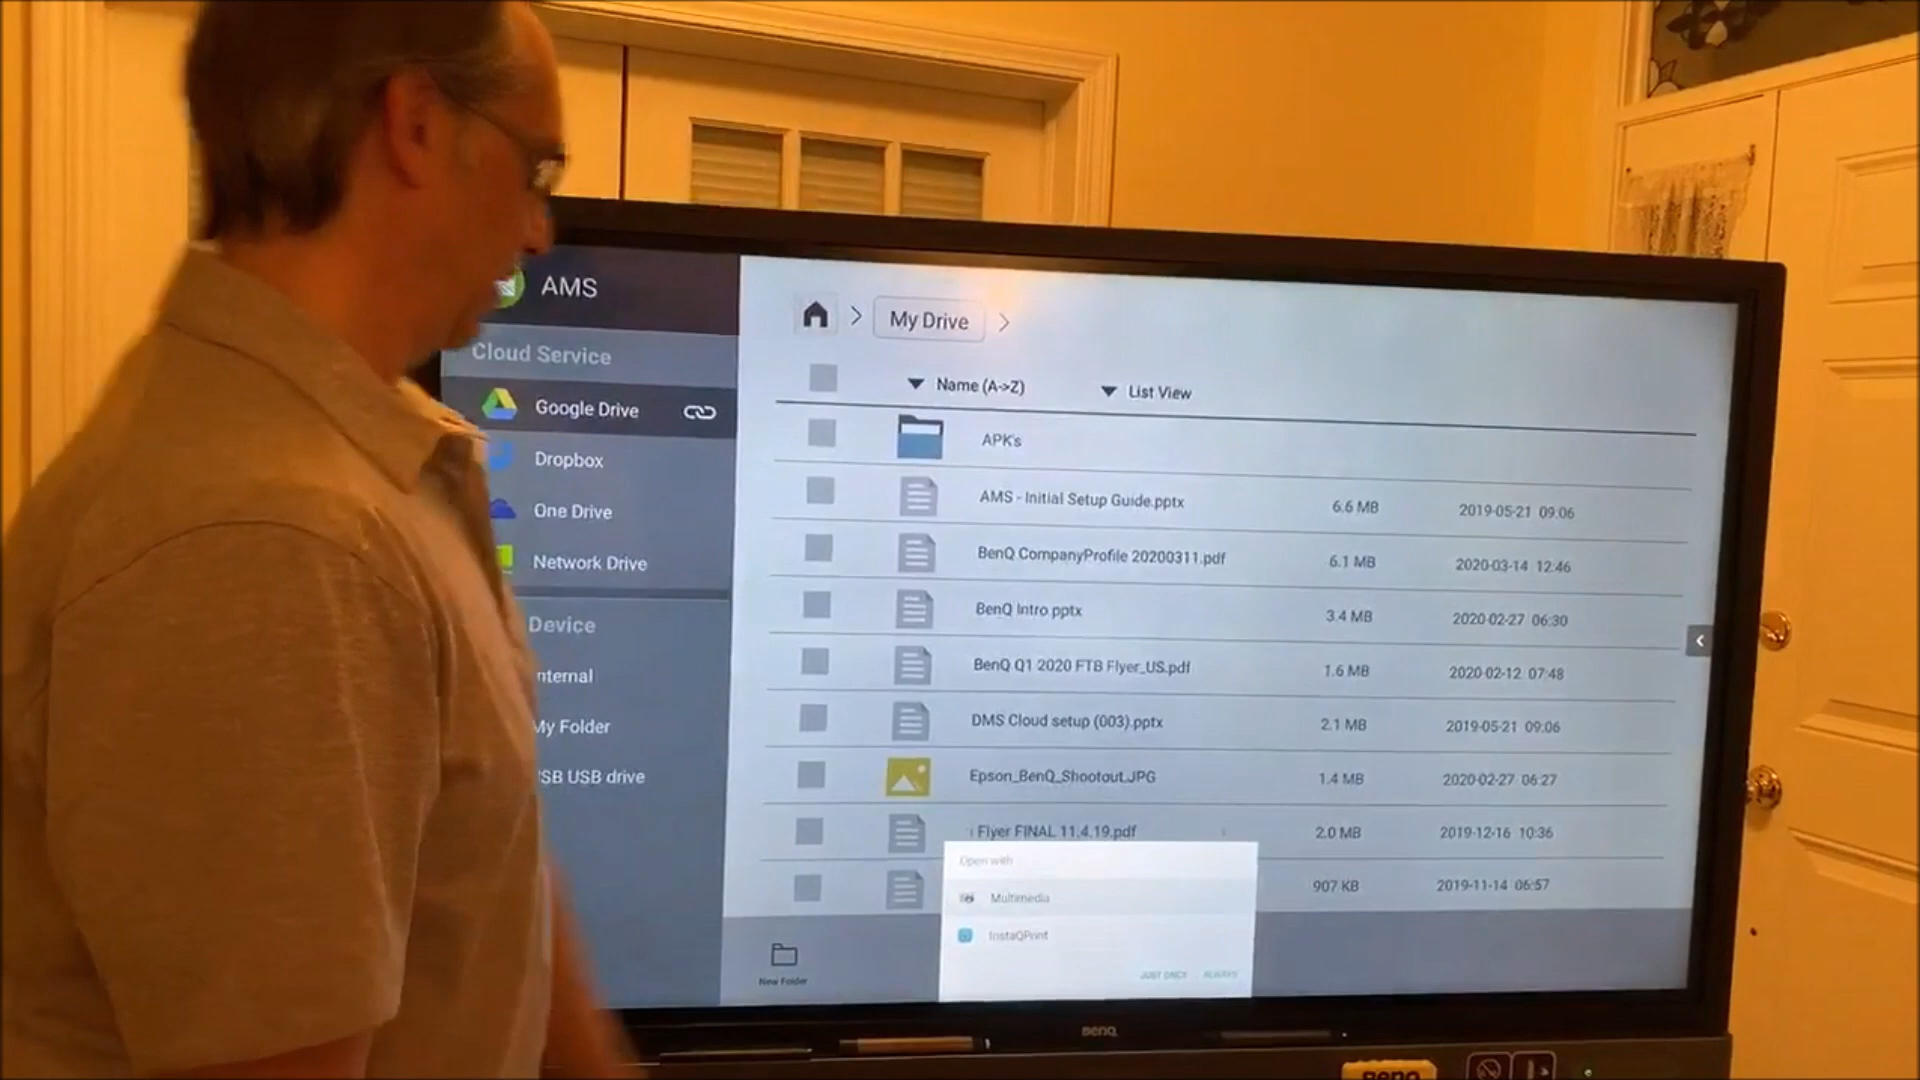 AMS
Cloud Service
Google Drive
Dropbox
One Drive
Network Drive
Device
nternal
My Folder
SB USB drive
My Drive
Name (A->Z) List View
APK's
AMS - Initial Setup Guide.pptx 6.6 MB 2019-05-21 09:06
BenQ CompanyProfile 20200311.pdf 6.1 MB 2020-03-14 12:46
BenQ Intro.pptx 3.4 MB 2020-02-27 06:30
BenQ Q1 2020 FTB Flyer_US.pdf 1.6 MB 2020-02-12 07:48
DMS Cloud setup (003).pptx 2.1 MB 2019-05-21 09:06
Epson_BenQ_Shootout.JPG 1.4 MB 2020-02-27 06:27
Flyer FINAL 11.4.19.pdf 2.0 MB 2019-12-16 10:36
907 KB 2019-11-14 06:57
Open with
Multimedia
InstaQPrint
JUST ONCE ALWAYS
New Folder
BenQ
BenQ